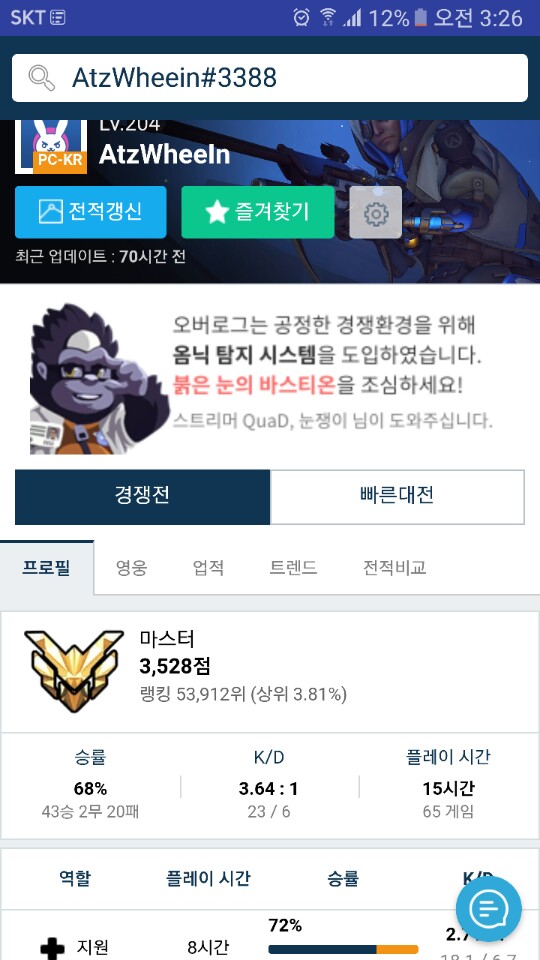 SKT
12%
오전 3:26
AtzWheein#3388
LV.204
PC-KR
AtzWheeIn
전적갱신
즐겨찾기
최근 업데이트 : 70시간 전
오버로그는 공정한 경쟁환경을 위해
옴닉 탐지 시스템을 도입하였습니다.
붉은 눈의 바스티온을 조심하세요!
스트리머 QuaD, 눈쟁이 님이 도와주십니다.
경쟁전
빠른대전
프로필
영웅
업적
트렌드
전적비교
마스터
3,528점
랭킹 53,912위 (상위 3.81%)
승률
K/D
플레이 시간
68%
3.64 : 1
15시간
43승 2무 20패
23 / 6
65 게임
역할
플레이 시간
승률
K/D
지원
8시간
72%